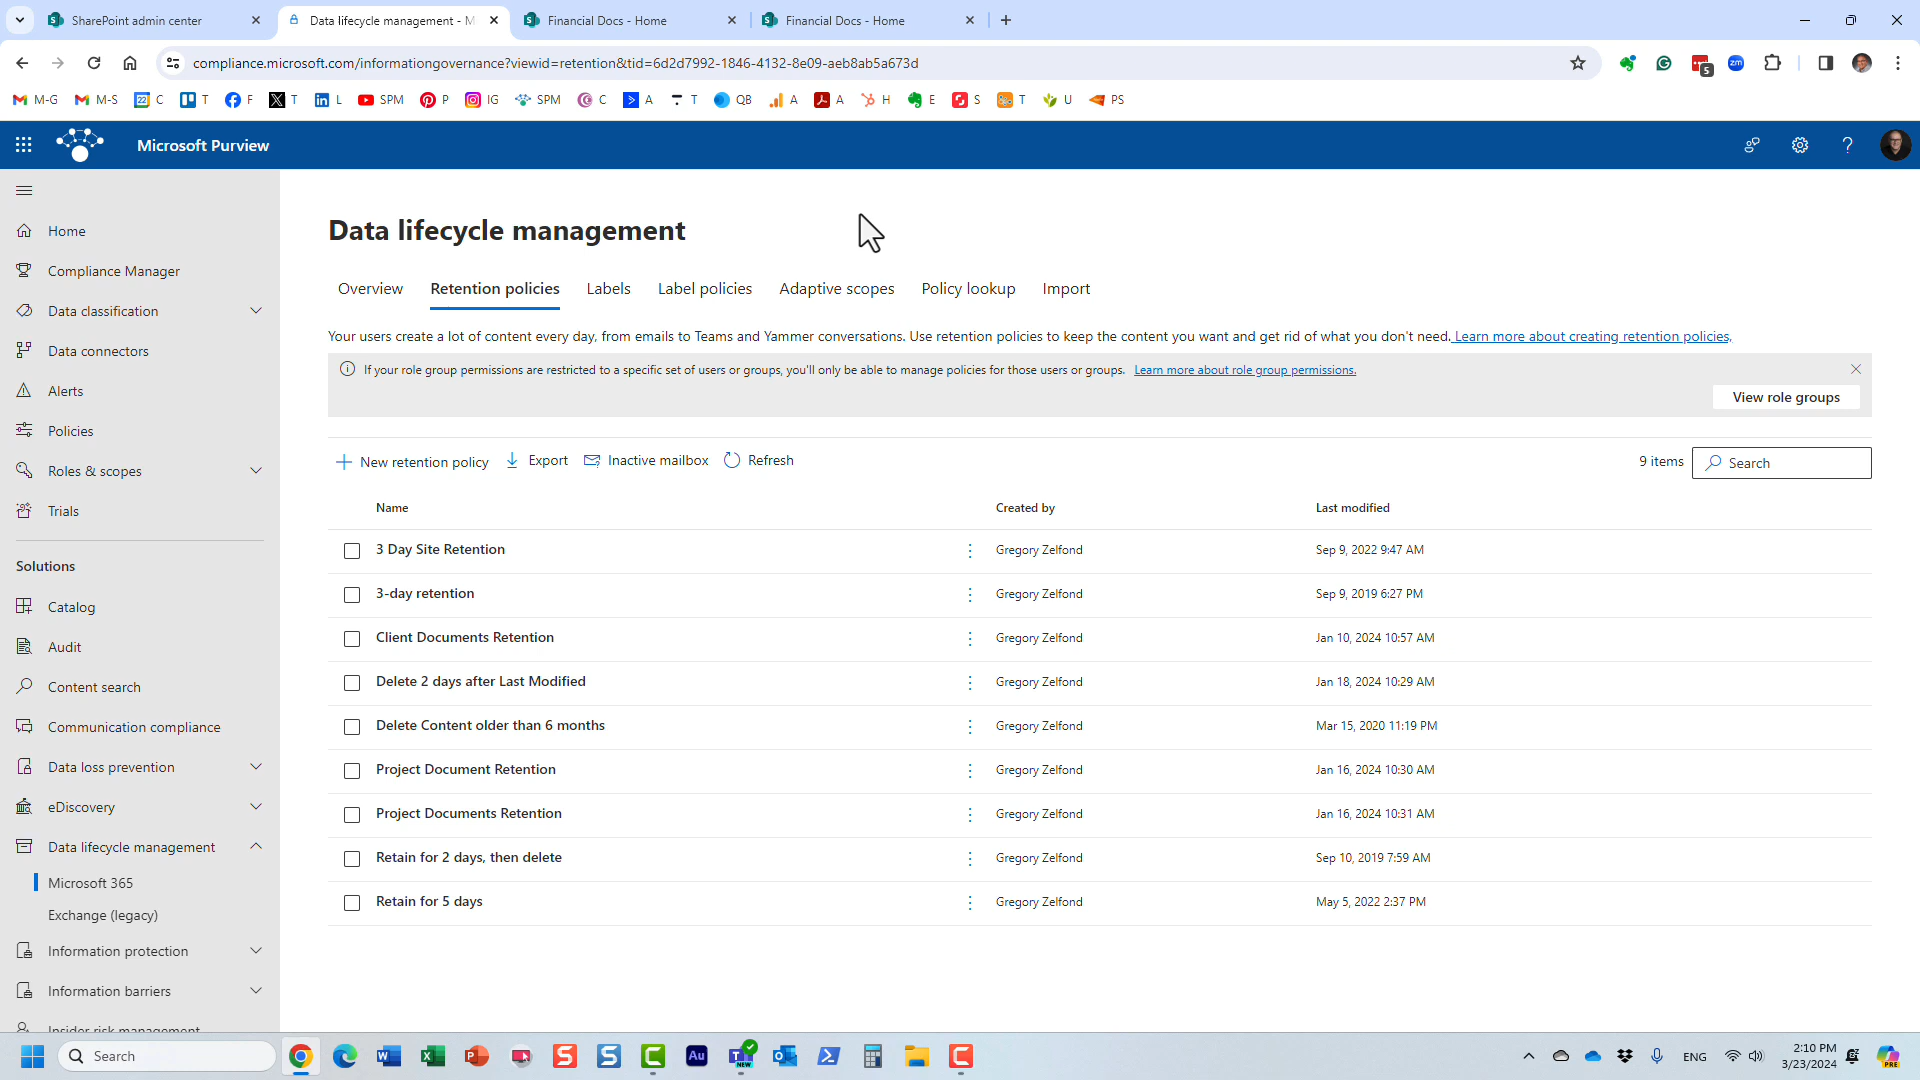 SharePoint admin center
Data lifecycle management - M
Financial Docs - Home
Financial Docs - Home
compliance.microsoft.com/informationgovernance?viewid=retention&tid=6d2d7992-1846-4132-8e09-aeb8ab5a673d
5
zm
M-G
M-S
22
C
T
F
T
L
SPM
P
IG
SPM
C
A
T
QB
A
A
H
E
S
T
U
PS
Microsoft Purview
Home
Compliance Manager
Data classification
Data connectors
Alerts
Policies
Roles & scopes
Trials
Solutions
Catalog
Audit
Content search
Communication compliance
Data loss prevention
eDiscovery
Data lifecycle management
Microsoft 365
Exchange (legacy)
Information protection
Information barriers
Insider risk management
Data lifecycle management
Overview Retention policies Labels Label policies Adaptive scopes Policy lookup Import
Your users create a lot of content every day, from emails to Teams and Yammer conversations. Use retention policies to keep the content you want and get rid of what you don't need. Learn more about creating retention policies,
If your role group permissions are restricted to a specific set of users or groups, you'll only be able to manage policies for those users or groups. Learn more about role group permissions.
View role groups
New retention policy Export Inactive mailbox Refresh 9 items Search
Name Created by Last modified
3 Day Site Retention Gregory Zelfond Sep 9, 2022 9:47 AM
3-day retention Gregory Zelfond Sep 9, 2019 6:27 PM
Client Documents Retention Gregory Zelfond Jan 10, 2024 10:57 AM
Delete 2 days after Last Modified Gregory Zelfond Jan 18, 2024 10:29 AM
Delete Content older than 6 months Gregory Zelfond Mar 15, 2020 11:19 PM
Project Document Retention Gregory Zelfond Jan 16, 2024 10:30 AM
Project Documents Retention Gregory Zelfond Jan 16, 2024 10:31 AM
Retain for 2 days, then delete Gregory Zelfond Sep 10, 2019 7:59 AM
Retain for 5 days Gregory Zelfond May 5, 2022 2:37 PM
Search
Au
NEW
ENG
2:10 PM
3/23/2024
PRE